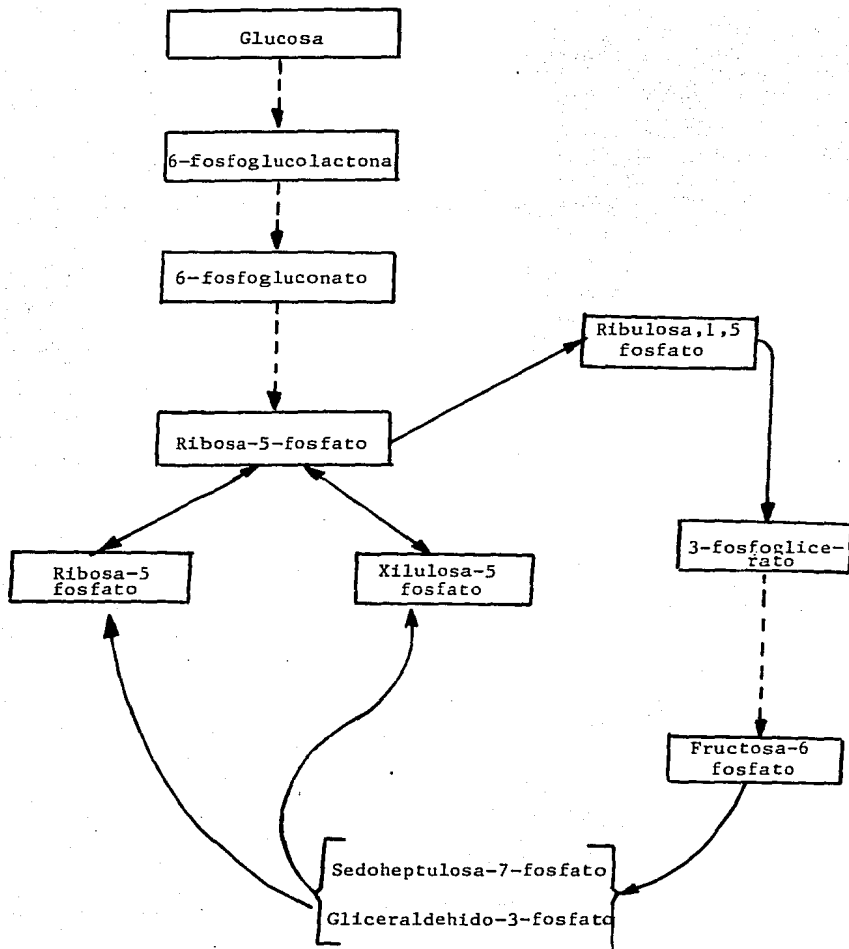 Glucosa
6-fosfoglucolactona
6-fosfogluconato
Ribulosa,1,5
fosfato
Ribosa-5-fosfato
Ribosa-5
fosfato
Xilulosa-5
fosfato
3-fosfoglice-
rato
Fructosa-6
fosfato
Sedoheptulosa-7-fosfato
Gliceraldehido-3-fosfato